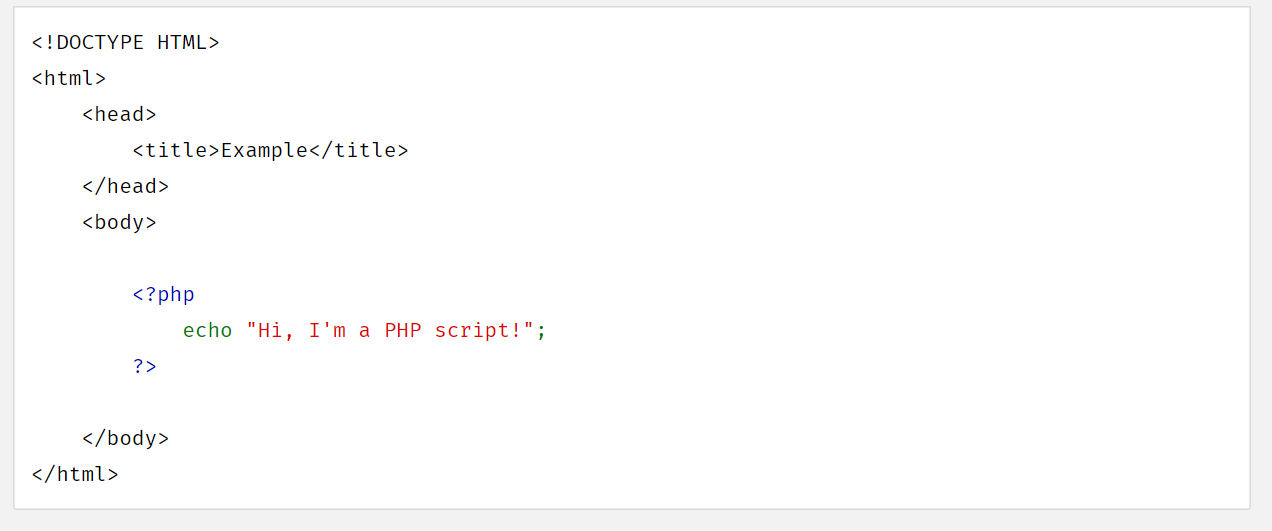 <!DOCTYPE HTML>
<html>
    <head>
        <title>Example</title>
    </head>
    <body>

        <?php
            echo "Hi, I'm a PHP script!";
        ?>

    </body>
</html>